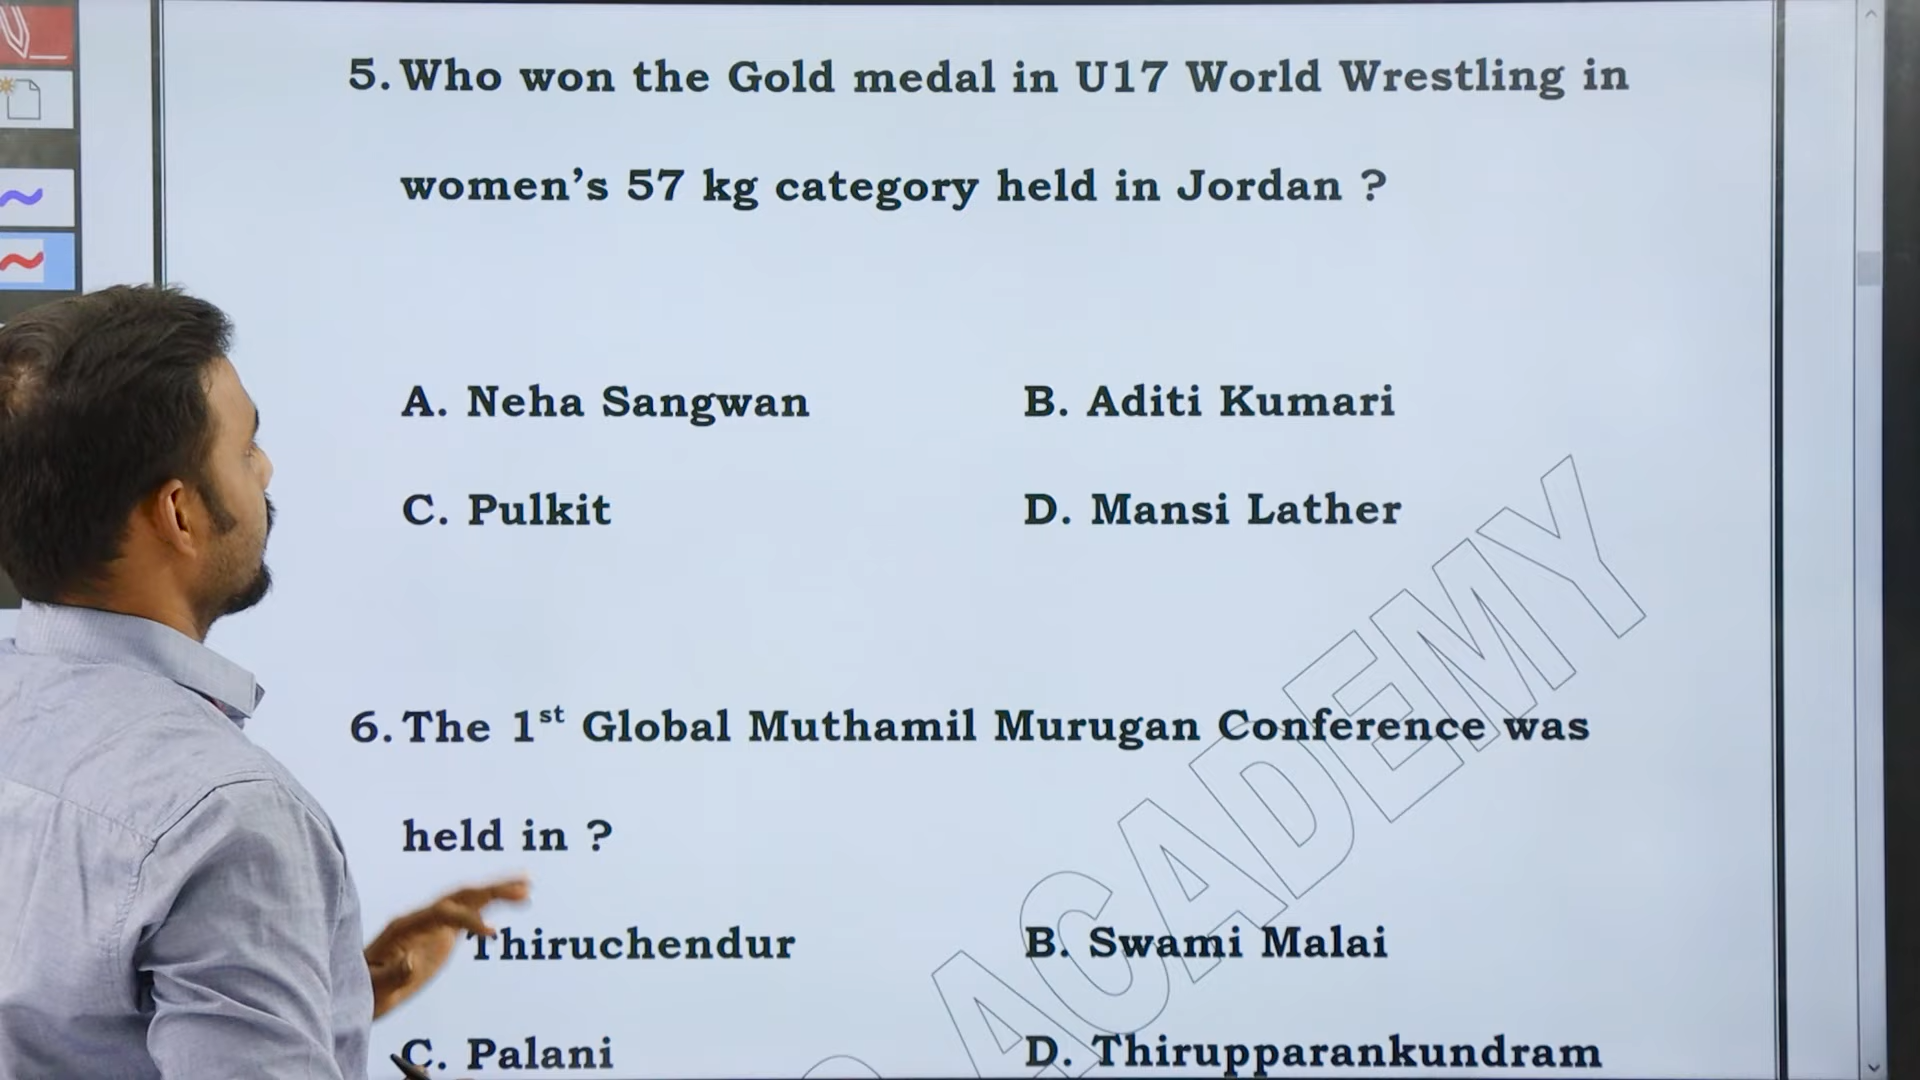 5. Who won the Gold medal in U17 World Wrestling in
women's 57 kg category held in Jordan ?
A. Neha Sangwan B. Aditi Kumari
C. Pulkit D. Mansi Lather
6. The 1st Global Muthamil Murugan Conference was
held in ?
Thiruchendur B. Swami Malai
C. Palani D. Thirupparankundram
ACADEMY